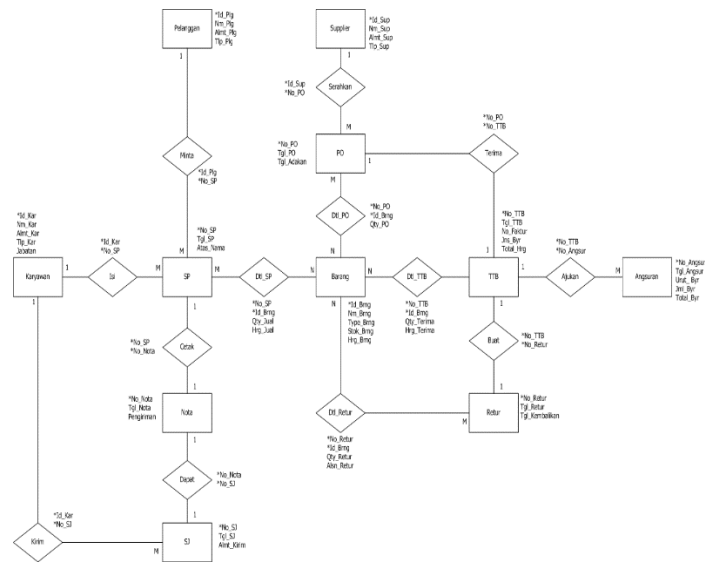 Pelanggan
*Id_Plg
Nm_Plg
Almt_Plg
Tlp_Plg
1
Minta
*Id_Plg
*No_SP
M
Supplier
*Id_Sup
Nm_Sup
Almt_Sup
Tlp_Sup
1
Serahkan
*Id_Sup
*No_PO
M
*No_PO
Tgl_PO
Tgl_Adakan
PO
1
M
*No_PO
*No_TTB
Terima
Dtl_PO
*No_PO
*Id_Brng
Qty_PO
N
*No_TTB
Tgl_TTB
No_Faktur
Jns_Byr
Total_Hrg
1
*Id_Kar
Nm_Kar
Almt_Kar
Tlp_Kar
Jabatan
Karyawan
1
1
*Id_Kar
*No_SP
Isi
M
*No_SP
Tgl_SP
Atas_Nama
SP
M
1
Dtl_SP
*No_SP
*Id_Brng
Qty_Jual
Hrg_Jual
N
Barang
N
N
*Id_Brng
Nm_Brng
Type_Brng
Stok_Brng
Hrg_Brng
Dtl_TTB
*No_TTB
*Id_Brng
Qty_Terima
Hrg_Terima
M
TTB
1
1
*No_TTB
*No_Angsur
Ajukan
M
Angsuran
*No_Angsur
Tgl_Angsur
Urut_Byr
Jml_Byr
Total_Byr
Cetak
*No_SP
*No_Nota
1
Buat
*No_TTB
*No_Retur
1
*No_Nota
Tgl_Nota
Pengiriman
Nota
1
Dtl_Retur
*No_Retur
*Id_Brng
Qty_Retur
Alsn_Retur
M
Retur
*No_Retur
Tgl_Retur
Tgl_Kembalikan
Dapat
*No_Nota
*No_SJ
1
*Id_Kar
*No_SJ
Kirim
M
SJ
*No_SJ
Tgl_SJ
Almt_Kirim